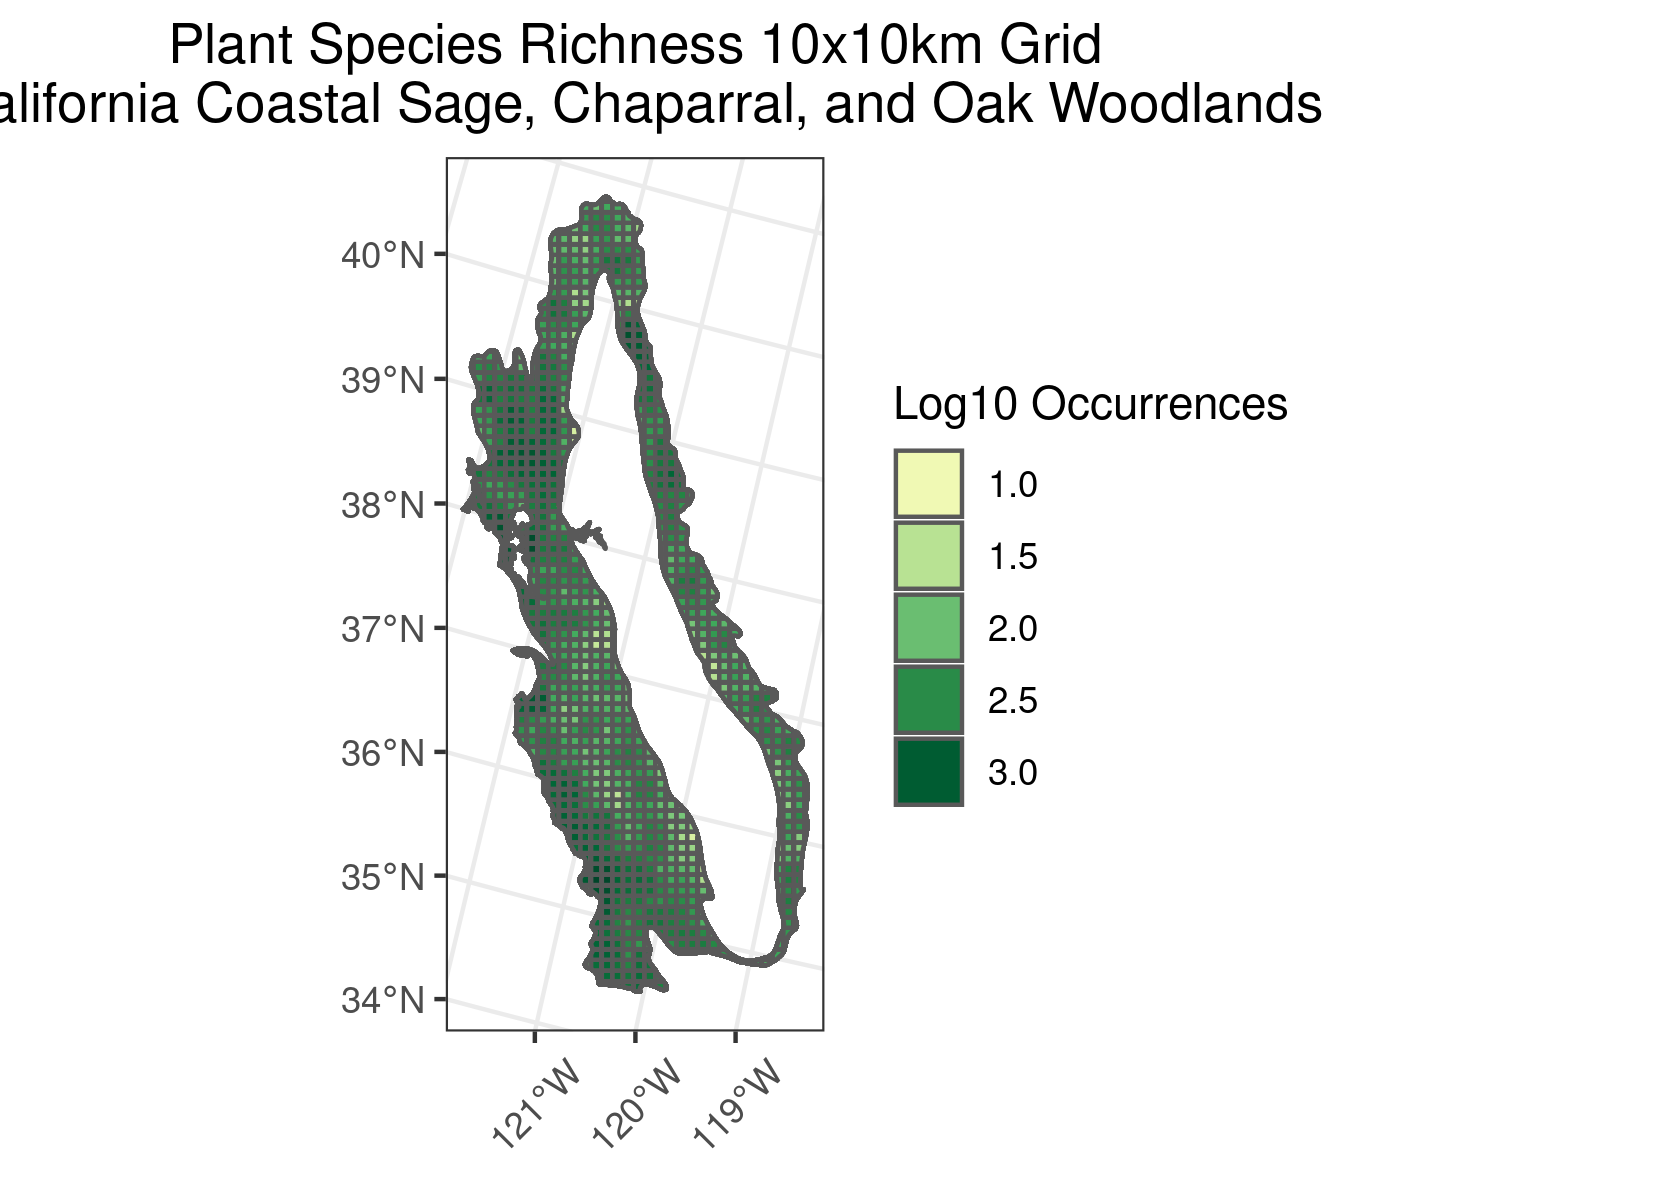 Plant Species Richness 10x10km Grid
alifornia Coastal Sage, Chaparral, and Oak Woodlands
40°N
39°N
38°N
37°N
36°N
35°N
34°N
121°W
120°W
119°W
Log10 Occurrences
1.0
1.5
2.0
2.5
3.0